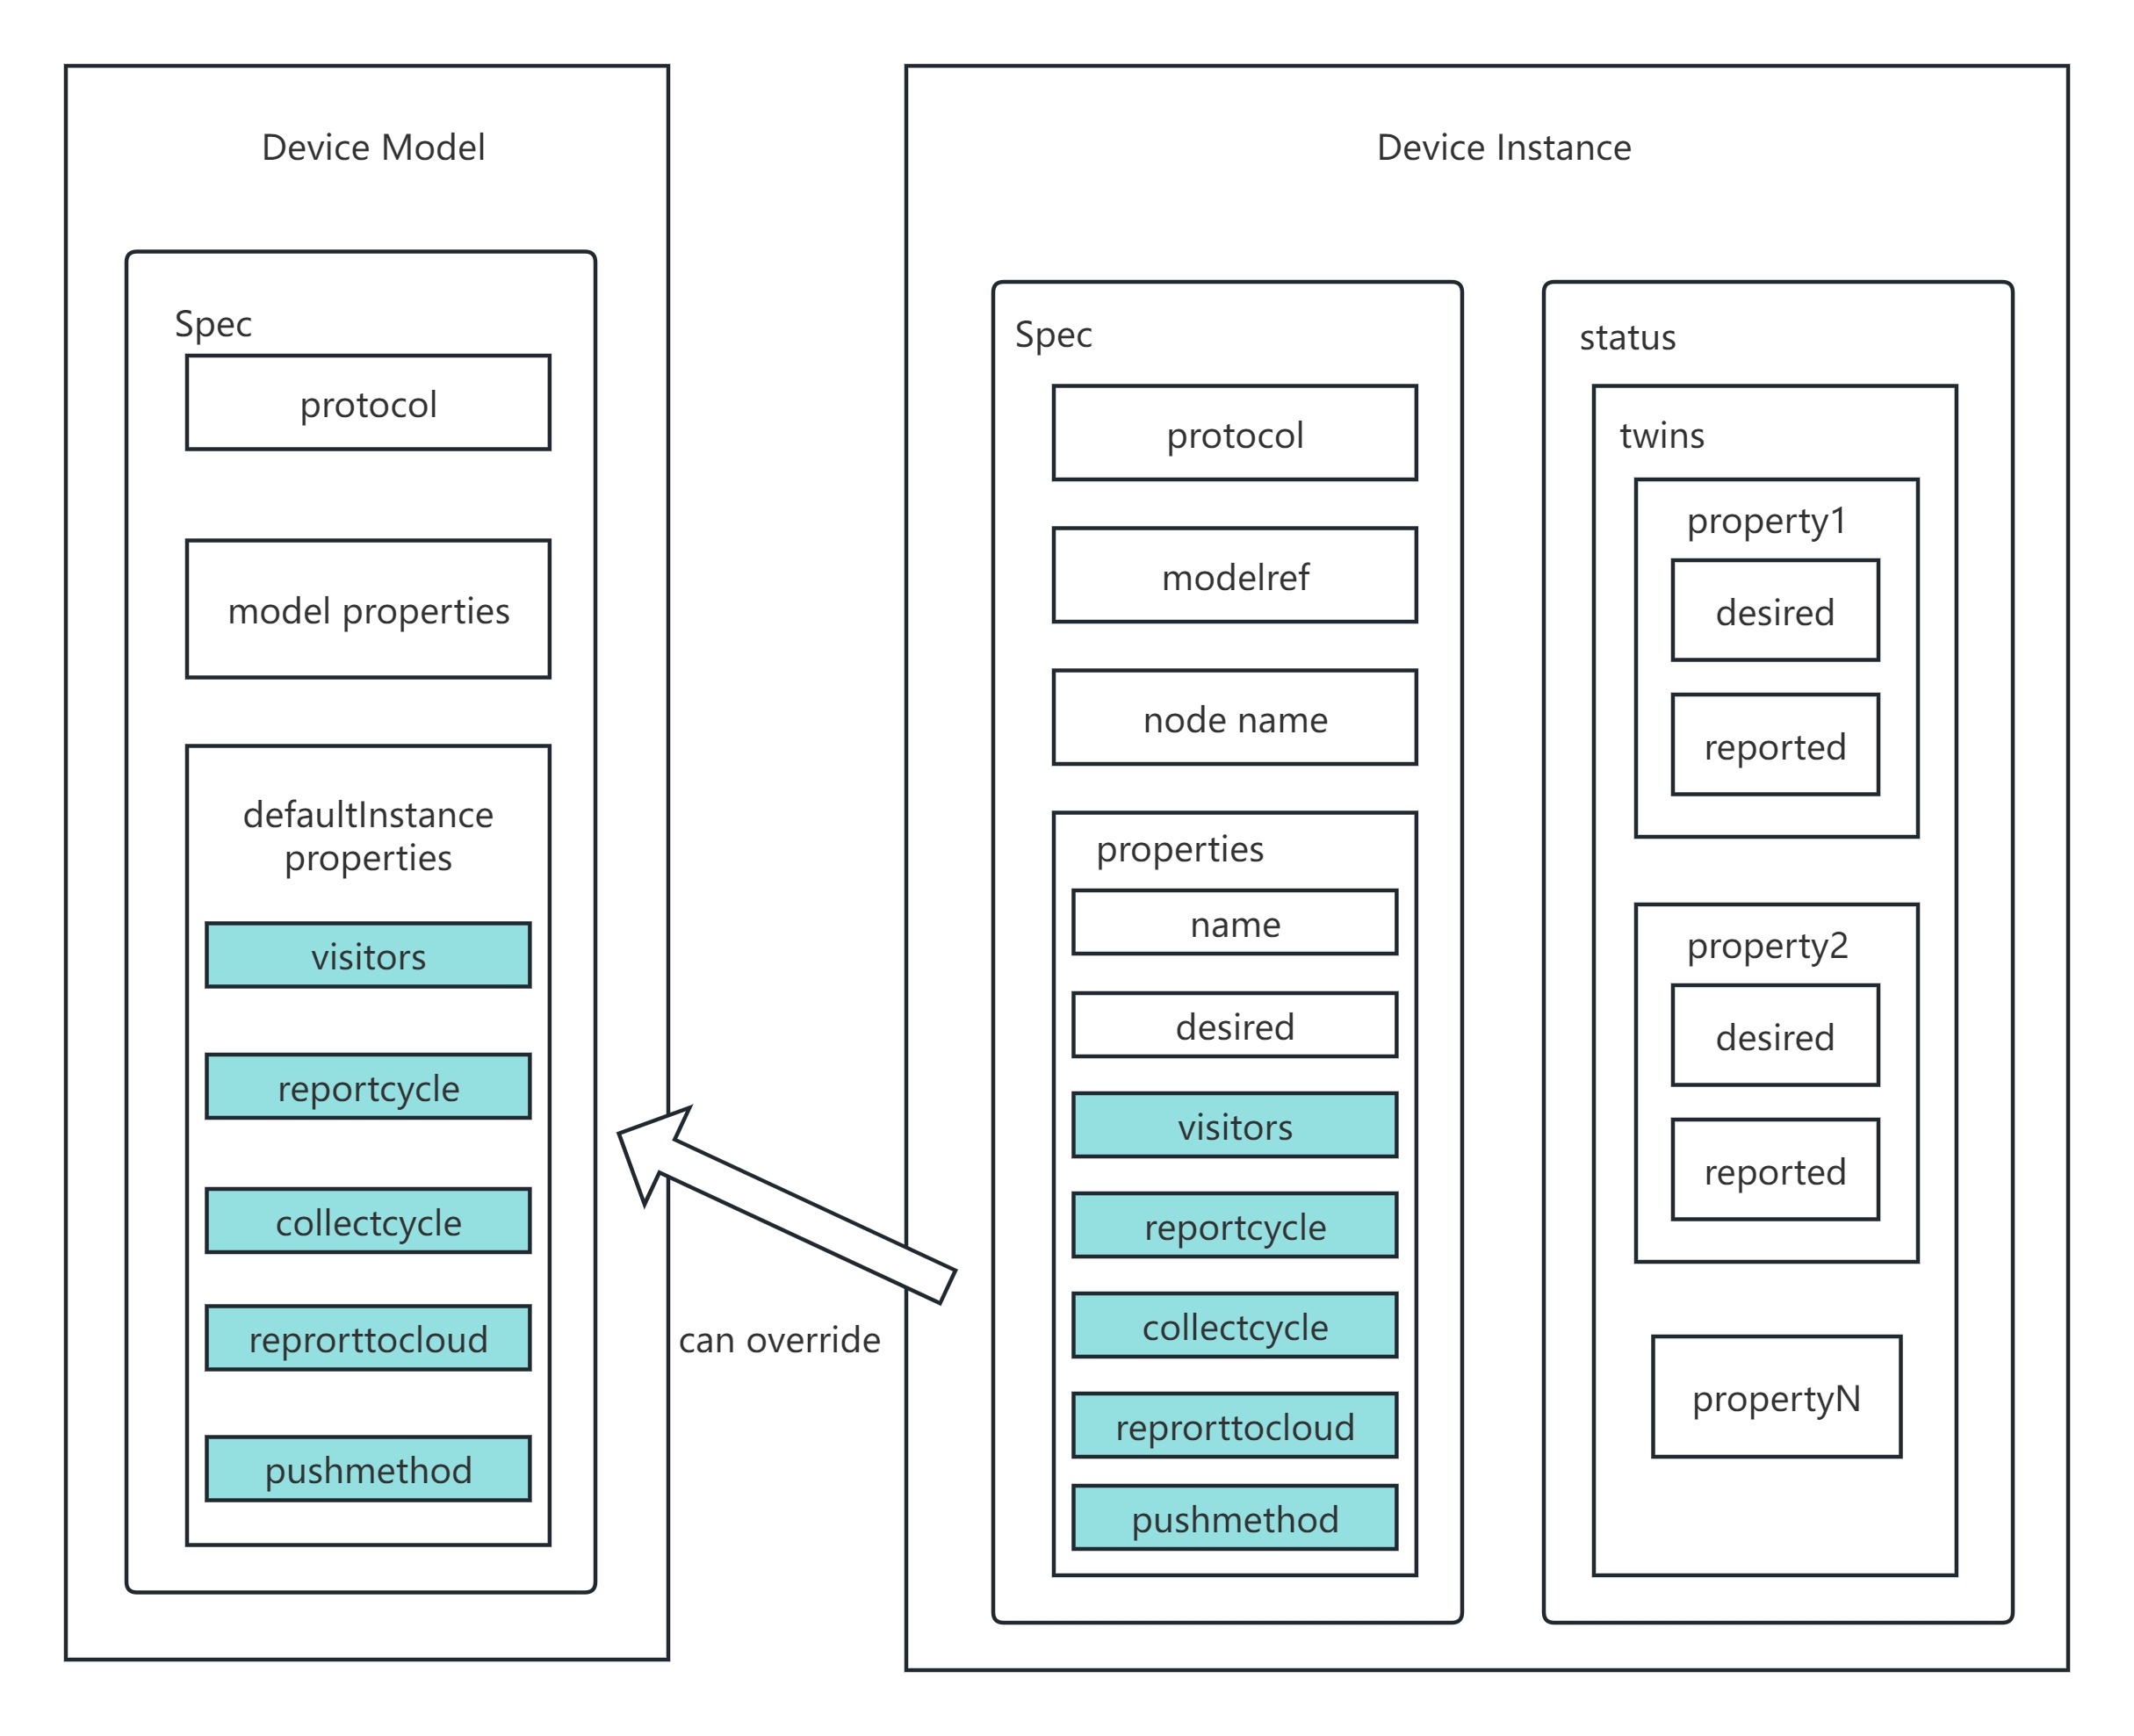 Device Model
Spec
protocol
model properties
defaultInstance
properties
visitors
reportcycle
collectcycle
reprorttocloud
pushmethod
can override
Device Instance
Spec
protocol
modelref
node name
properties
name
desired
visitors
reportcycle
collectcycle
reprorttocloud
pushmethod
status
twins
property1
desired
reported
property2
desired
reported
propertyN